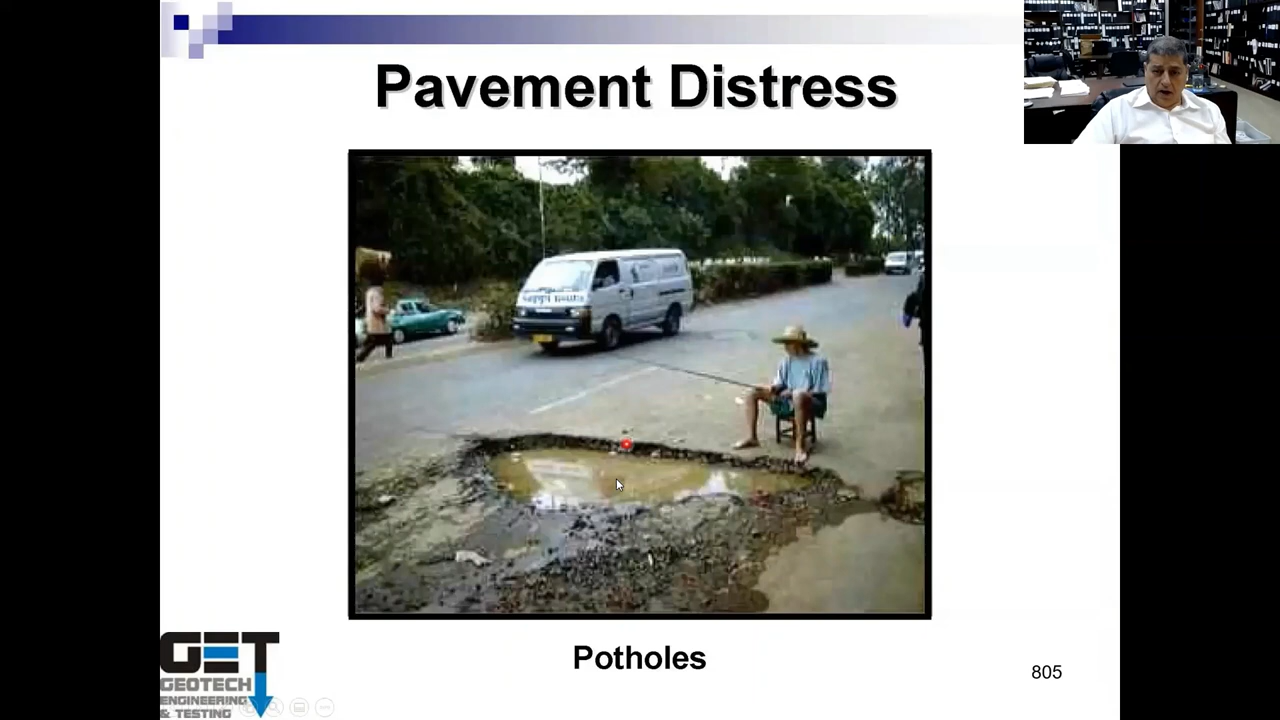 Pavement Distress
Potholes
805
GET
GEOTECH
ENGINEERING
& TESTING